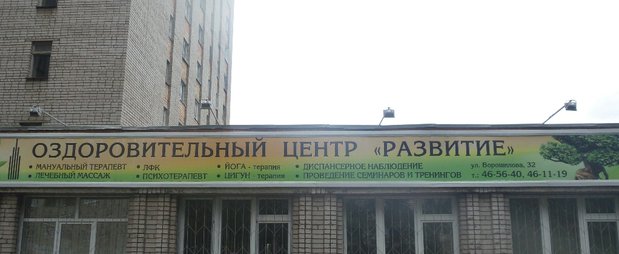 ОЗДОРОВИТЕЛЬНЫЙ ЦЕНТР «РАЗВИТИЕ»
• МАНУАЛЬНЫЙ ТЕРАПЕВТ • ЛФК • ЙОГА - терапия • ДИСПАНСЕРНОЕ НАБЛЮДЕНИЕ ул. Ворошилова, 32
• ЛЕЧЕБНЫЙ МАССАЖ • ПСИХОТЕРАПЕВТ • ЦИГУН - терапия • ПРОВЕДЕНИЕ СЕМИНАРОВ И ТРЕНИНГОВ т.: 46-56-40, 46-11-19